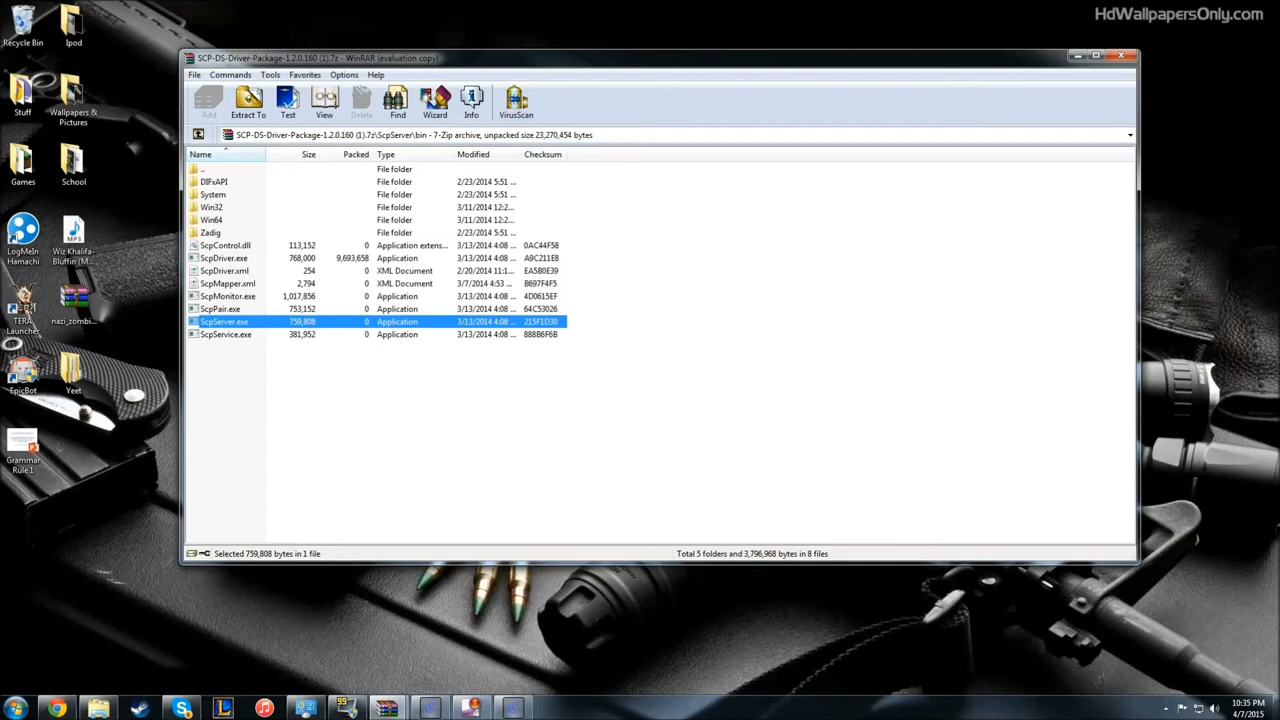 HdWallpapersOnly.com
Recycle Bin
Ipod
Stuff
Wallpapers & Pictures
Games
School
LogMeIn Hamachi
Wiz Khalifa- Bluffin (M...
TERA Launcher
nazi_zombi...
EpicBot
Yeet
Grammar Rule 1
SCP-DS-Driver-Package-1.2.0.160 (1).7z - WinRAR (evaluation copy)
File Commands Tools Favorites Options Help
Add Extract To Test View Delete Find Wizard Info VirusScan
SCP-DS-Driver-Package-1.2.0.160 (1).7z\ScpServer\bin - 7-Zip archive, unpacked size 23,270,454 bytes
Name Size Packed Type Modified Checksum
.. File folder
DIFxAPI File folder 2/23/2014 5:51 ...
System File folder 2/23/2014 5:51 ...
Win32 File folder 3/11/2014 12:2...
Win64 File folder 3/11/2014 12:2...
Zadig File folder 2/23/2014 5:51 ...
ScpControl.dll 113,152 0 Application extens... 3/13/2014 4:08 ... 0AC44F58
ScpDriver.exe 768,000 9,693,658 Application 3/13/2014 4:08 ... A9C211E8
ScpDriver.xml 254 0 XML Document 2/20/2014 11:1... EA5B0E39
ScpMapper.xml 2,794 0 XML Document 3/7/2014 4:53 ... B697F4F5
ScpMonitor.exe 1,017,856 0 Application 3/13/2014 4:08 ... 4D0615EF
ScpPair.exe 753,152 0 Application 3/13/2014 4:08 ... 64C53026
ScpServer.exe 759,808 0 Application 3/13/2014 4:08 ... 215F1D30
ScpService.exe 381,952 0 Application 3/13/2014 4:08 ... 888B6F6B
Selected 759,808 bytes in 1 file
Total 5 folders and 3,796,968 bytes in 8 files
99
10:35 PM
4/7/2015